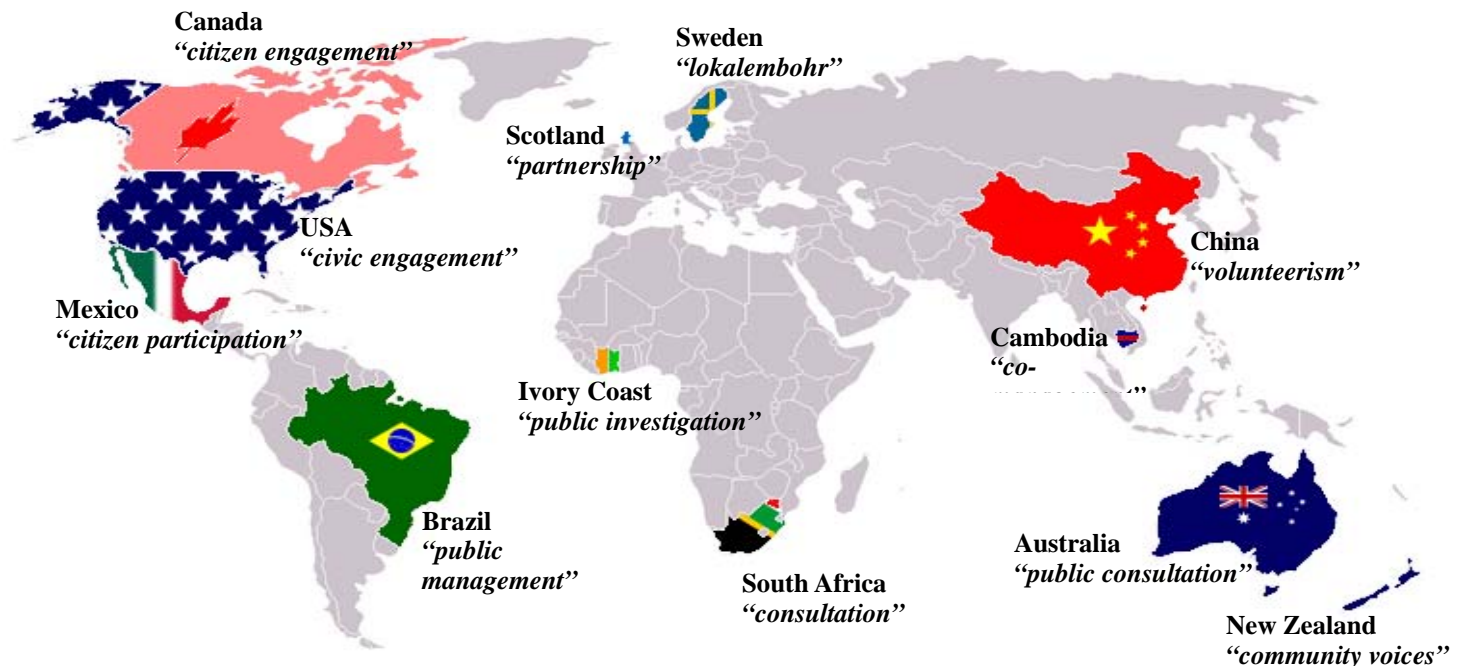 Canada
“citizen engagement”
Sweden
“lokalembohr”
Scotland
“partnership”
USA
“civic engagement”
China
“volunteerism”
Mexico
“citizen participation”
Cambodia
“co-
Ivory Coast
“public investigation”
Brazil
“public
management”
Australia
“public consultation”
South Africa
“consultation”
New Zealand
“community voices”